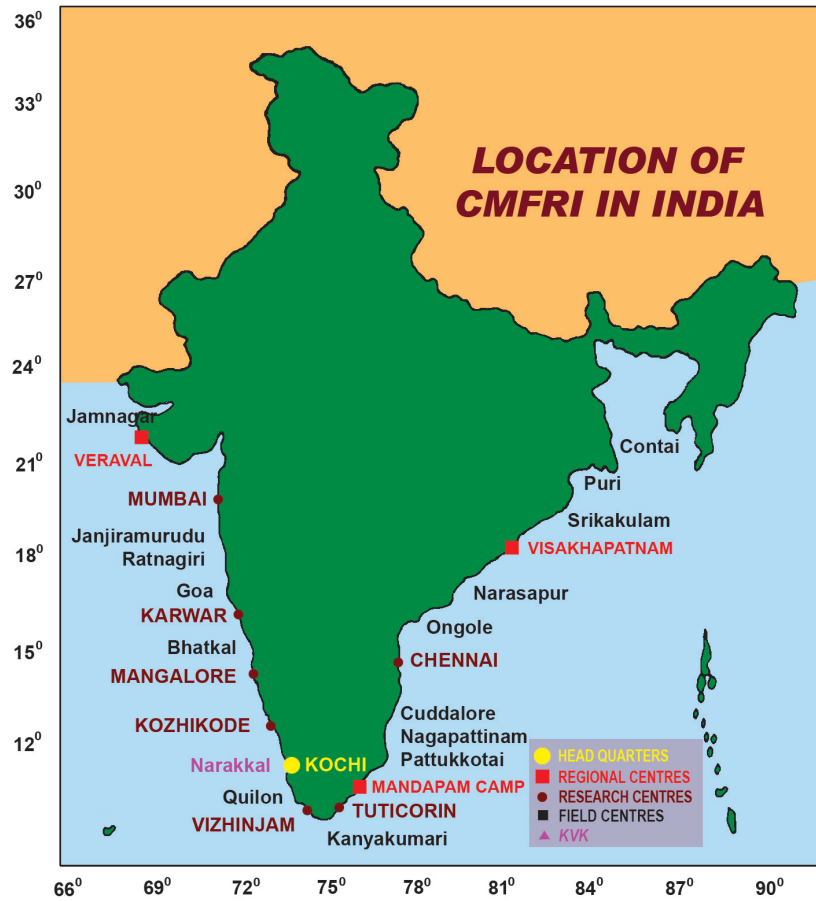 36⁰
33⁰
30⁰
27⁰
24⁰
21⁰
18⁰
15⁰
12⁰
LOCATION OF
CMFRI IN INDIA
Jamnagar
VERAVAL
MUMBAI
Janjiramurudu
Ratnagiri
Goa
KARWAR
Bhatkal
MANGALORE
KOZHIKODE
Narakkal
KOCHI
Quilon
VIZHINJAM
Contai
Puri
Srikakulam
VISAKHAPATNAM
Narasapur
Ongole
CHENNAI
Cuddalore
Nagapattinam
Pattukkotai
MANDAPAM CAMP
TUTICORIN
Kanyakumari
HEAD QUARTERS
REGIONAL CENTRES
RESEARCH CENTRES
FIELD CENTRES
KVK
66⁰ 69⁰ 72⁰ 75⁰ 78⁰ 81⁰ 84⁰ 87⁰ 90⁰